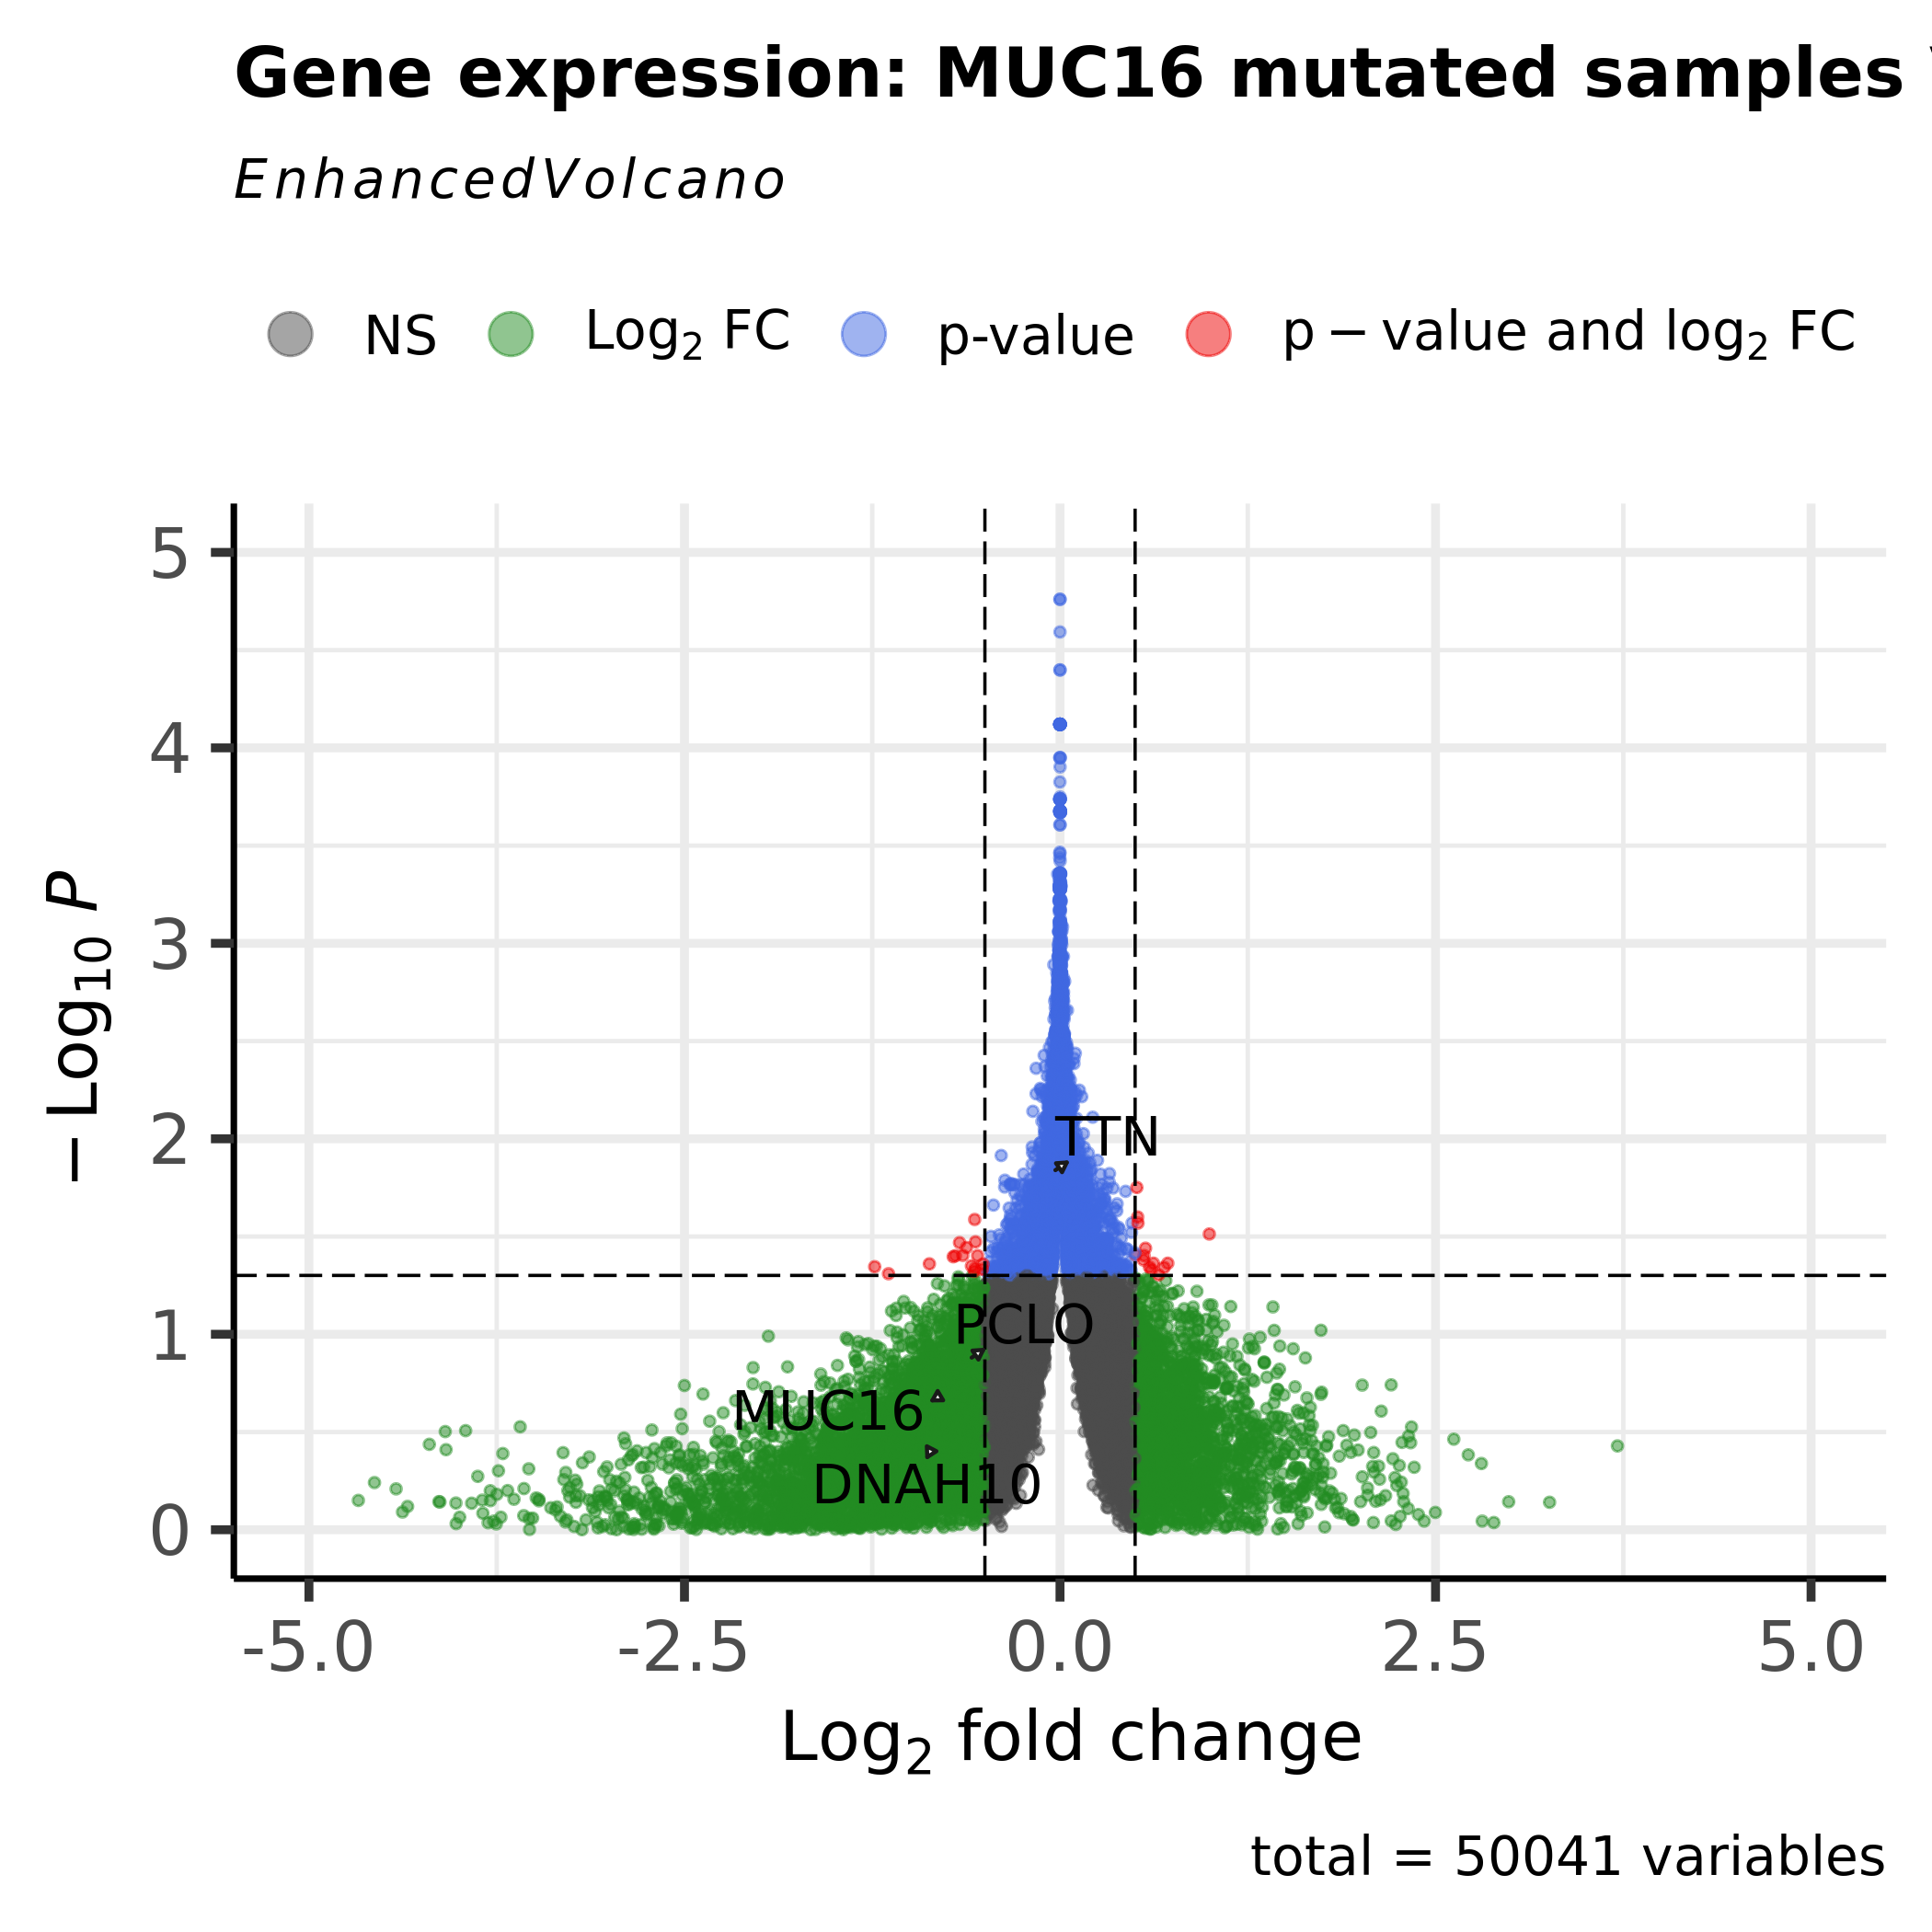 Gene expression: MUC16 mutated samples
EnhancedVolcano
NS Log₂ FC p-value p − value and log₂ FC
5
4
3
2
1
0
− Log₁₀ P
TTN
PCLO
MUC16
DNAH10
-5.0 -2.5 0.0 2.5 5.0
Log₂ fold change
total = 50041 variables